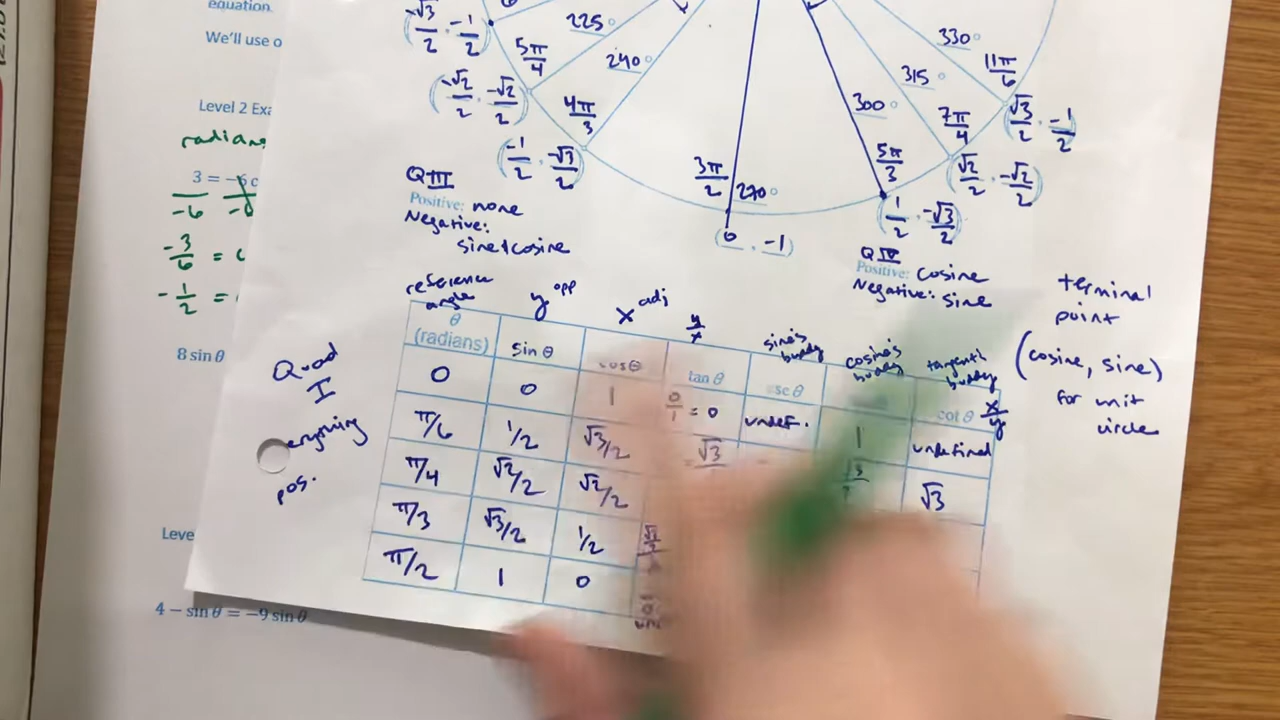 equation
We'll use o
Level 2 Exa
radians
3 = -6 c
-6 -6
-3/6 = c
-1/2 =
8 sin θ
Leve
4 − sin θ = −9 sin θ
(-√3/2, -1/2)
225°
5π/4
(-√2/2, -√2/2)
240°
4π/3
(-1/2, -√3/2)
3π/2
270°
(0, -1)
300°
5π/3
(1/2, -√3/2)
315°
7π/4
(√2/2, -√2/2)
330°
11π/6
(√3/2, -1/2)
QIII
Positive: none
Negative:
sine & cosine
QIV
Positive: cosine
Negative: sine
terminal
point
(cosine, sine)
for unit
circle
Quad
I
pos.
reference
angle
y opp
x adj
y/x
sine's
buddy
cosine's
buddy
tangent's
buddy
x/y
θ
(radians) sin θ cos θ tan θ csc θ cot θ
0 0 1 0/1 = 0 undef. 1 undefined
π/6 1/2 √3/2 √3 √3
π/4 √2/2 √2/2
π/3 √3/2 1/2
π/2 1 0